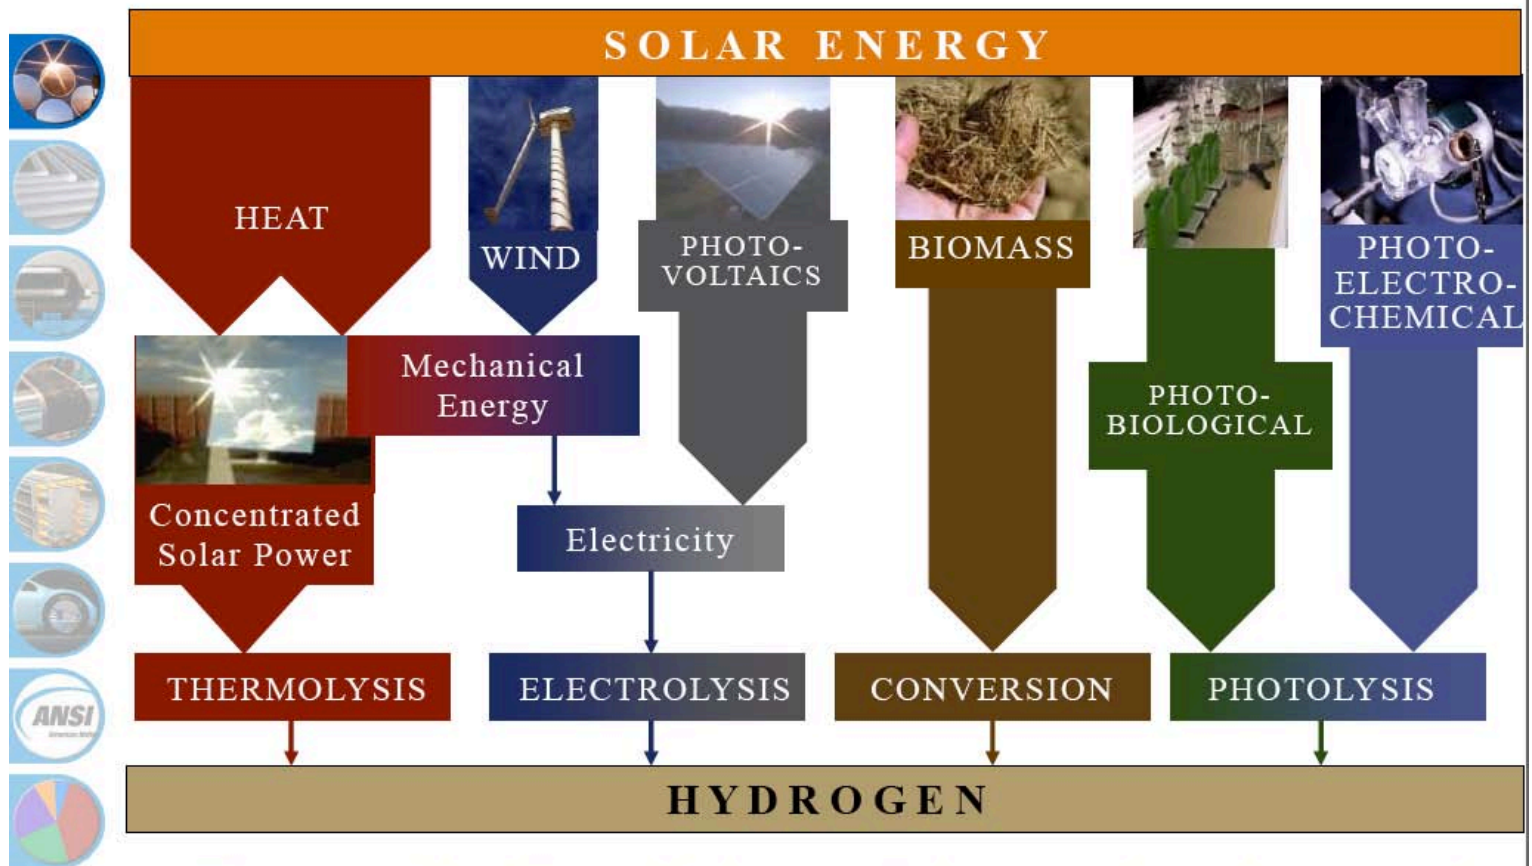 SOLAR ENERGY
HEAT
WIND
PHOTO-
VOLTAICS
BIOMASS
PHOTO-
ELECTRO-
CHEMICAL
Mechanical
Energy
PHOTO-
BIOLOGICAL
Concentrated
Solar Power
Electricity
THERMOLYSIS
ELECTROLYSIS
CONVERSION
PHOTOLYSIS
ANSI
HYDROGEN